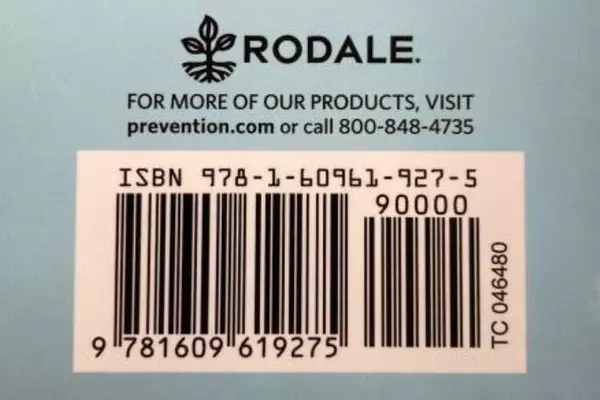 RODALE.
FOR MORE OF OUR PRODUCTS, VISIT
prevention.com or call 800-848-4735
ISBN 978-1-60961-927-5
90000
9 781609 619275
TC 046480